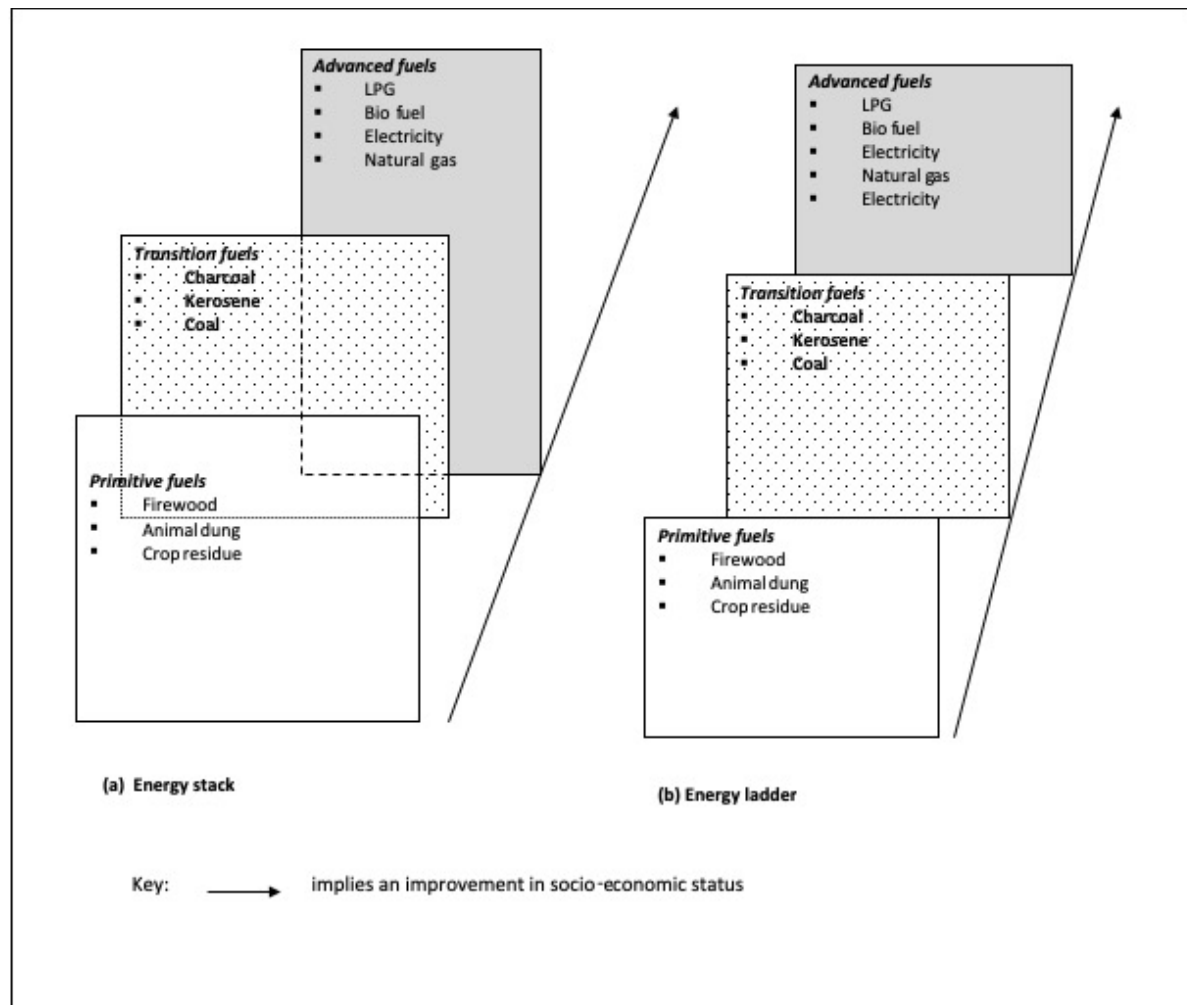 Advanced fuels
▪ LPG
▪ Bio fuel
▪ Electricity
▪ Natural gas
Transition fuels
▪ Charcoal
▪ Kerosene
▪ Coal
Primitive fuels
▪ Firewood
▪ Animal dung
▪ Crop residue
(a) Energy stack
Advanced fuels
▪ LPG
▪ Bio fuel
▪ Electricity
▪ Natural gas
▪ Electricity
Transition fuels
▪ Charcoal
▪ Kerosene
▪ Coal
Primitive fuels
▪ Firewood
▪ Animal dung
▪ Crop residue
(b) Energy ladder
Key: implies an improvement in socio-economic status